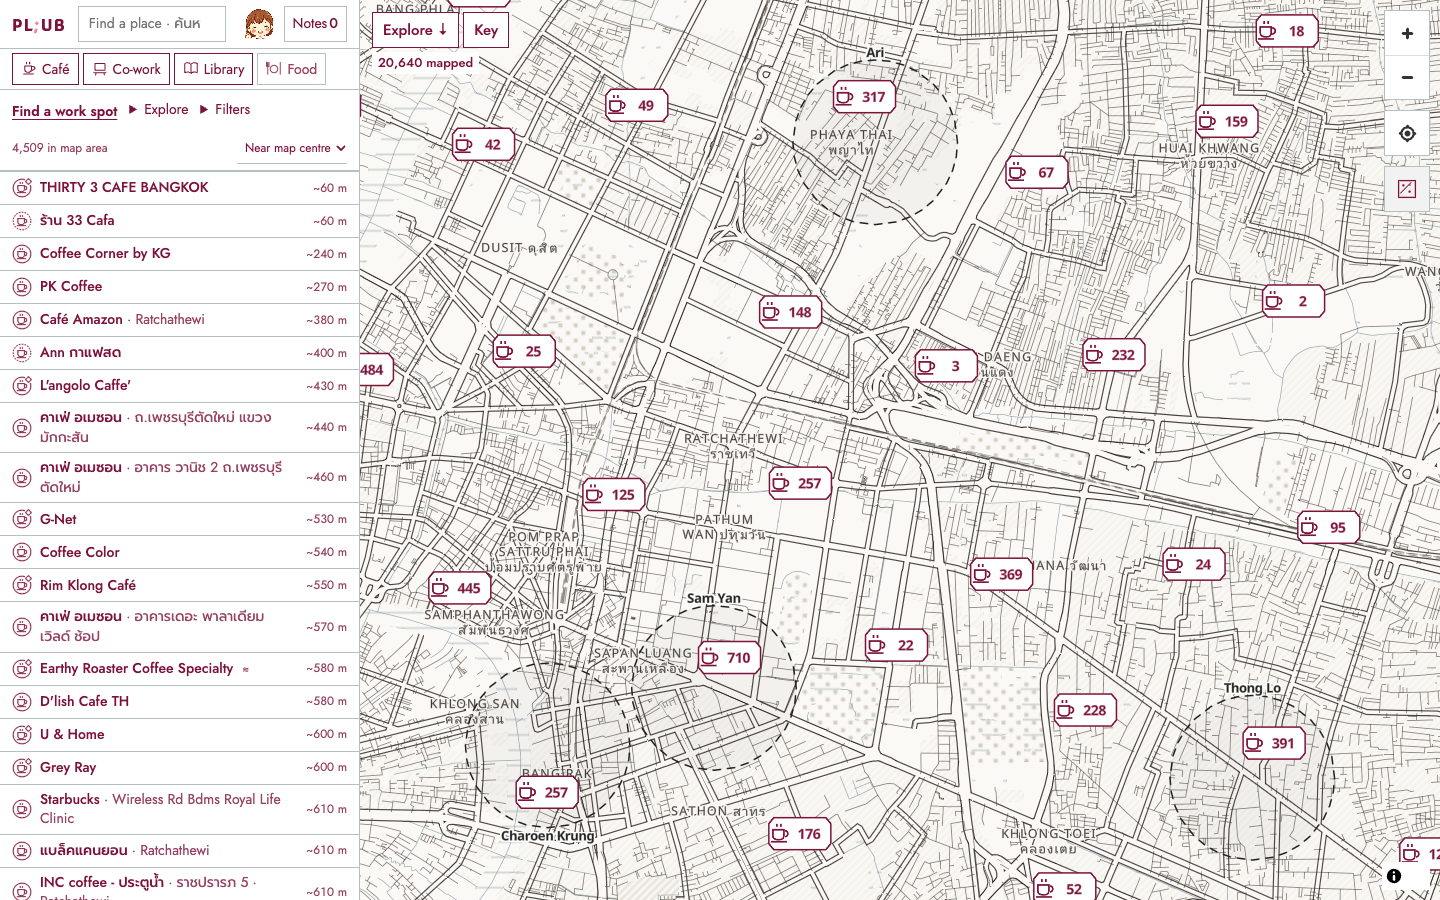 PL;UB
Find a place · ค้นหา
Notes 0
Café
Co-work
Library
Food
Find a work spot
Explore
Filters
4,509 in map area
Near map centre
THIRTY 3 CAFE BANGKOK
~60 m
ร้าน 33 Cafa
~60 m
Coffee Corner by KG
~240 m
PK Coffee
~270 m
Café Amazon · Ratchathewi
~380 m
Ann กาแฟสด
~400 m
L'angolo Caffe'
~430 m
คาเฟ่ อเมซอน · ถ.เพชรบุรีตัดใหม่ แขวง
มักกะสัน
~440 m
คาเฟ่ อเมซอน · อาคาร วานิช 2 ถ.เพชรบุรี
ตัดใหม่
~460 m
G-Net
~530 m
Coffee Color
~540 m
Rim Klong Café
~550 m
คาเฟ่ อเมซอน · อาคารเดอะ พาลาเดียม
เวิลด์ ช้อป
~570 m
Earthy Roaster Coffee Specialty ≈
~580 m
D'lish Cafe TH
~580 m
U & Home
~600 m
Grey Ray
~600 m
Starbucks · Wireless Rd Bdms Royal Life
Clinic
~610 m
แบล็คแคนยอน · Ratchathewi
~610 m
INC coffee - ประตูน้ำ · ราชปรารภ 5 ·
Ratchathewi
~610 m
BANG PHLA
Explore ↓
Key
20,640 mapped
18
Ari
317
49
42
159
PHAYA THAI
พญาไท
HUAI KHWANG
ห้วยขวาง
67
DUSIT ดุสิต
WANG
2
148
25
484
3
DAENG
นแดง
232
RATCHATHEWI
ราชเทวี
257
125
PATHUM
WAN ปทุมวัน
95
POM PRAP
SATTRU PHAI
ป้อมปราบศัตรูพ่าย
24
369
HANA วัฒนา
445
Sam Yan
SAMPHANTHAWONG
สัมพันธวงศ์
22
SAPAN LUANG
สะพานเหลือง
710
Thong Lo
KHLONG SAN
คลองสาน
228
391
BANG RAK
257
SATHON สาทร
Charoen Krung
176
KHLONG TOEI
คลองเตย
12
52